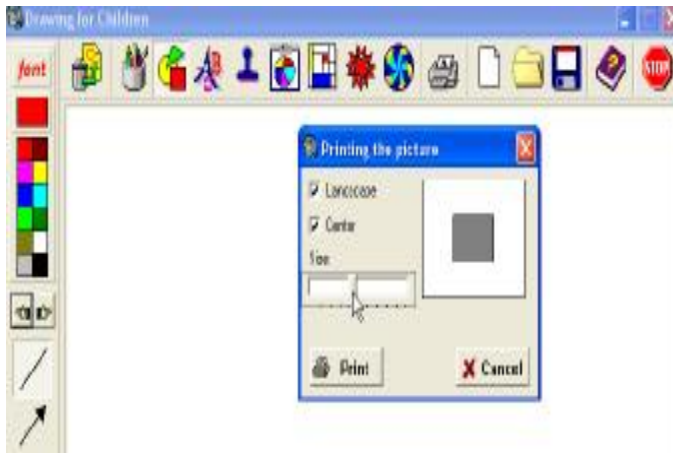 Drawing for Children
font
STOP
Printing the picture
Landscape
Center
Size
Print
Cancel